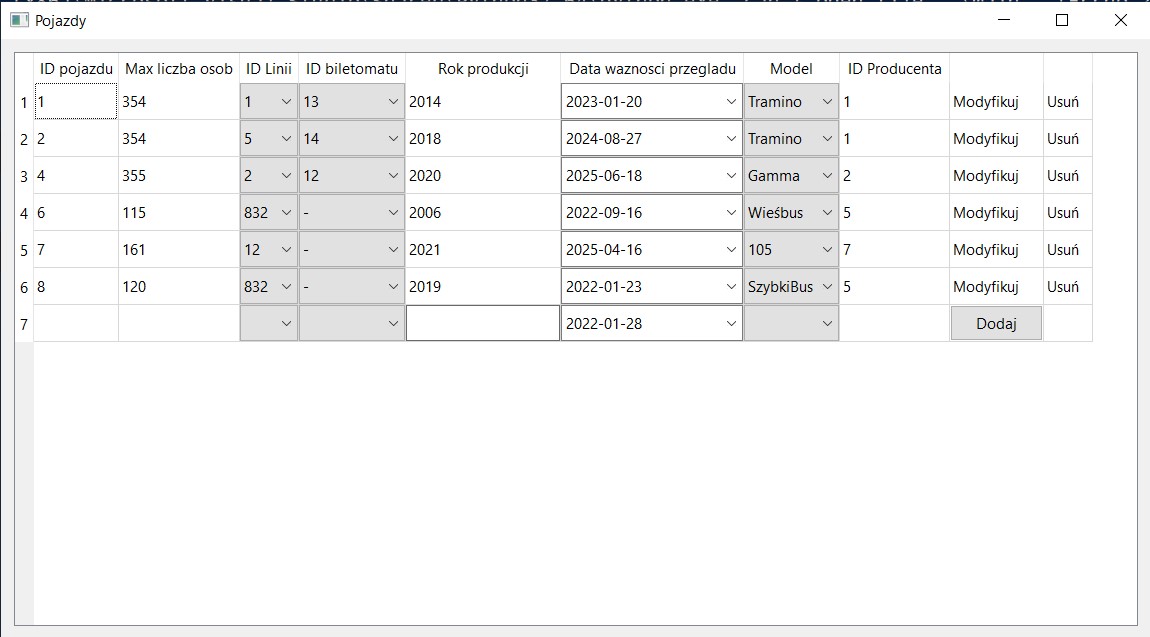 Pojazdy
ID pojazdu Max liczba osob ID Linii ID biletomatu Rok produkcji Data waznosci przegladu Model ID Producenta
1 1 354 1 13 2014 2023-01-20 Tramino 1 Modyfikuj Usuń
2 2 354 5 14 2018 2024-08-27 Tramino 1 Modyfikuj Usuń
3 4 355 2 12 2020 2025-06-18 Gamma 2 Modyfikuj Usuń
4 6 115 832 - 2006 2022-09-16 Wieśbus 5 Modyfikuj Usuń
5 7 161 12 - 2021 2025-04-16 105 7 Modyfikuj Usuń
6 8 120 832 - 2019 2022-01-23 SzybkiBus 5 Modyfikuj Usuń
7 2022-01-28 Dodaj